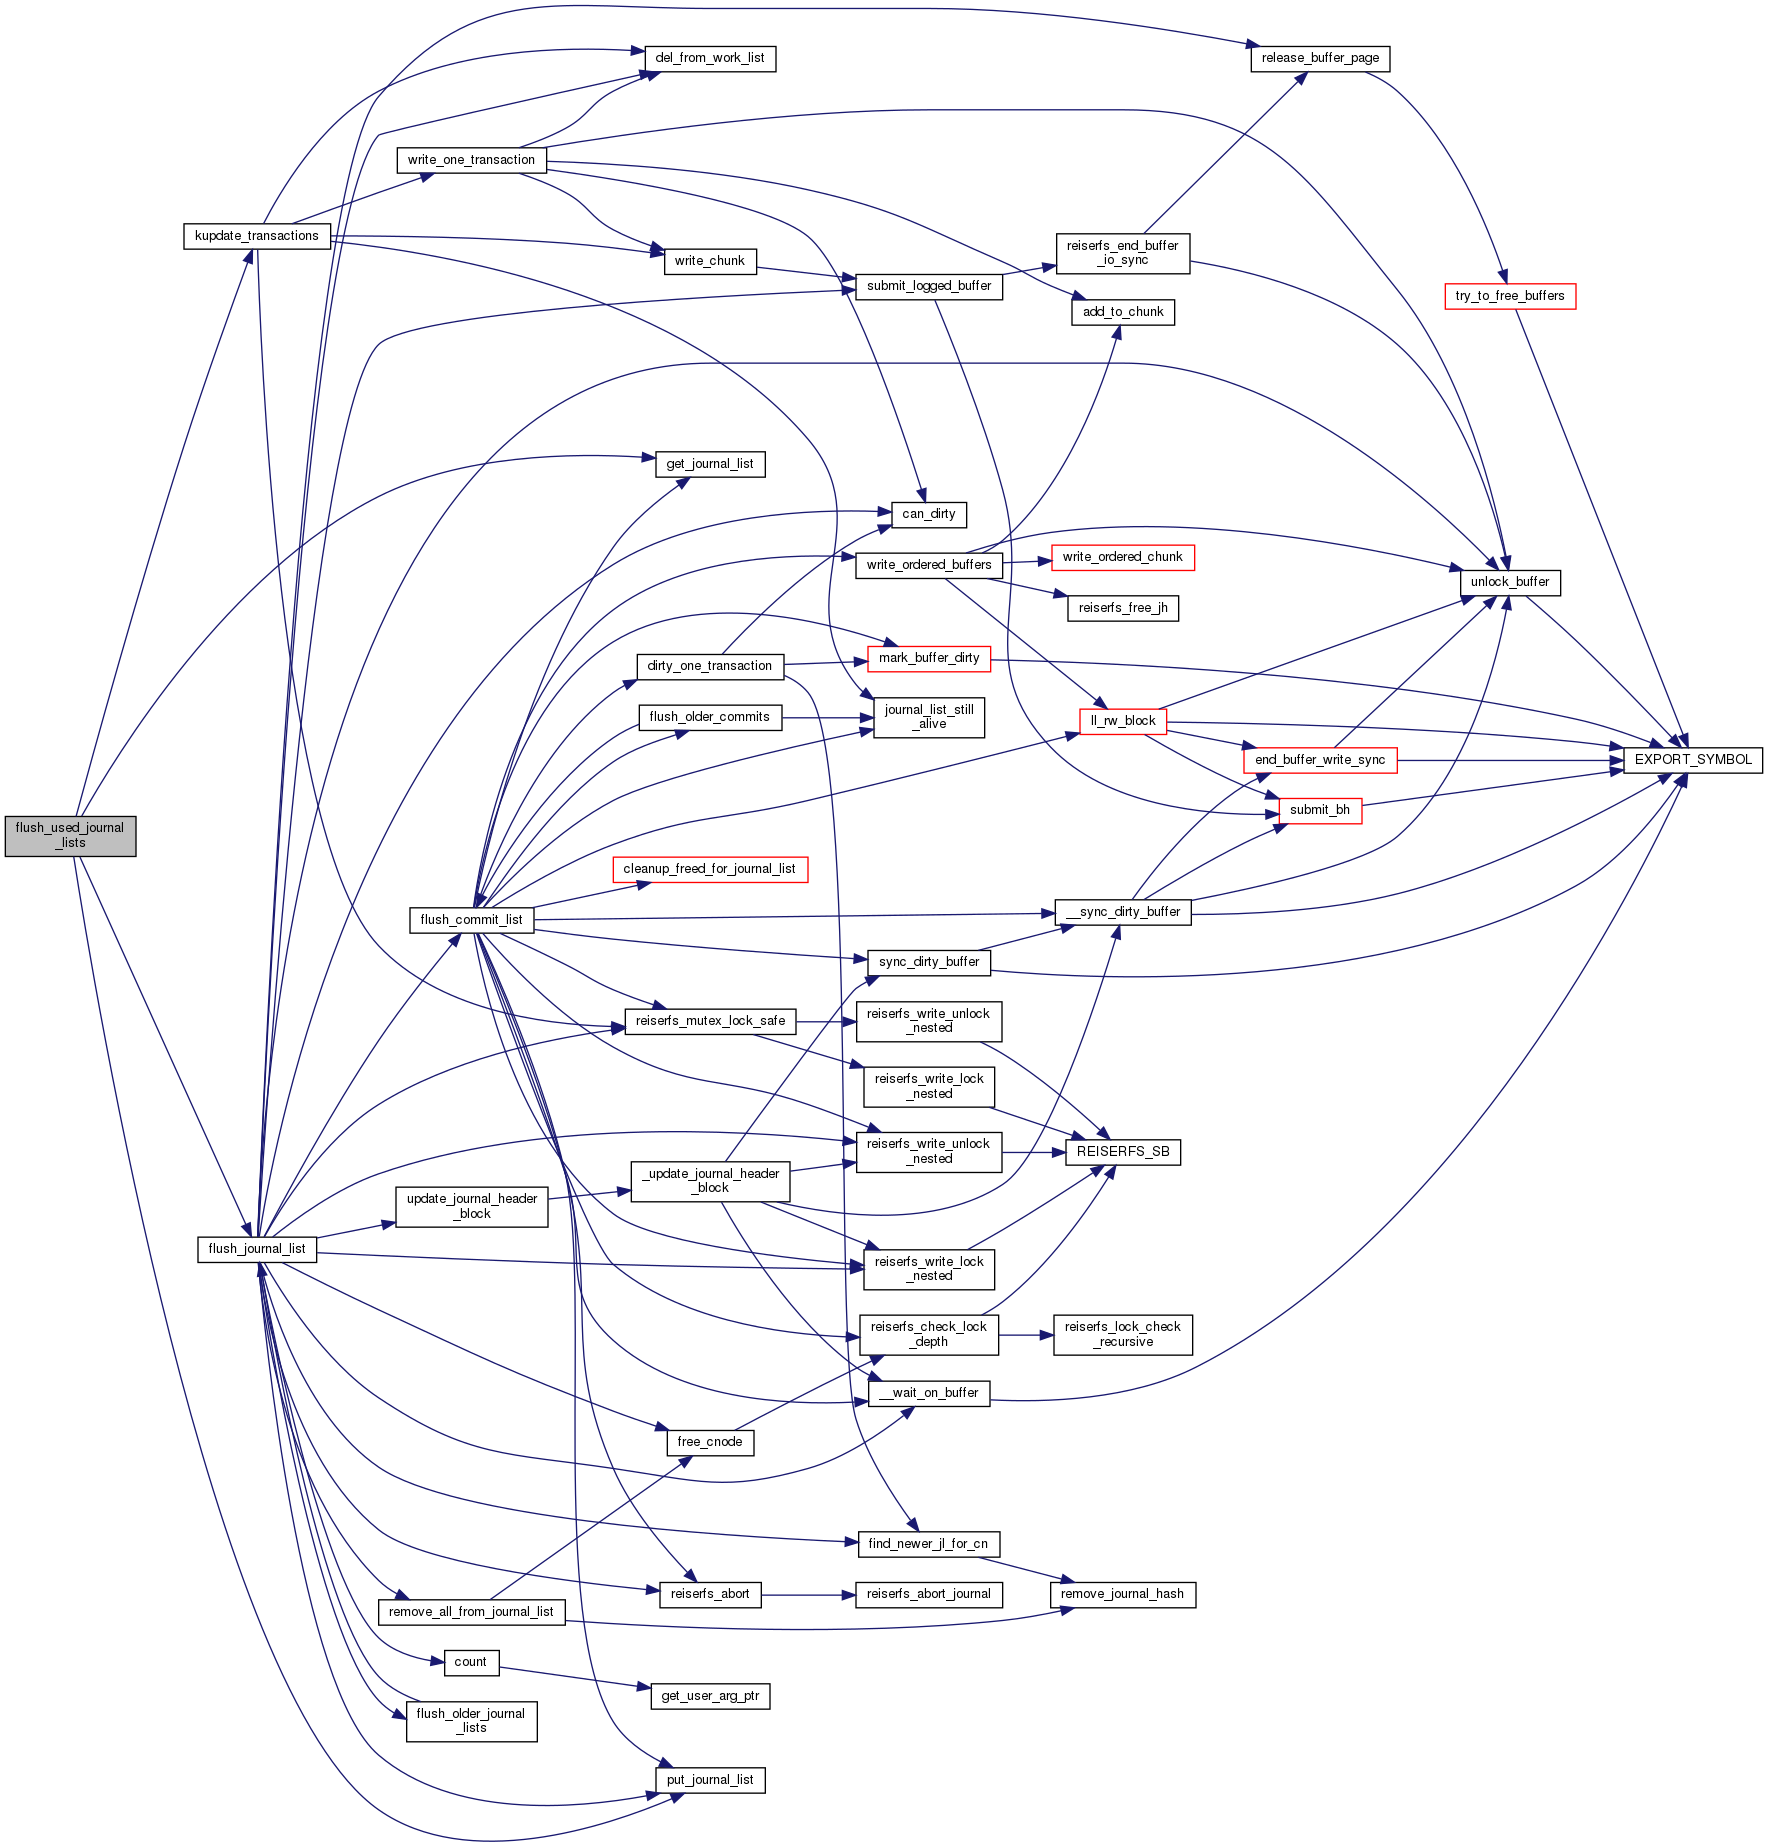 del_from_work_list
release_buffer_page
write_one_transaction
kupdate_transactions
reiserfs_end_buffer
_io_sync
write_chunk
submit_logged_buffer
try_to_free_buffers
add_to_chunk
get_journal_list
can_dirty
write_ordered_buffers
write_ordered_chunk
unlock_buffer
reiserfs_free_jh
dirty_one_transaction
mark_buffer_dirty
flush_older_commits
journal_list_still
_alive
ll_rw_block
end_buffer_write_sync
EXPORT_SYMBOL
submit_bh
flush_used_journal
_lists
cleanup_freed_for_journal_list
flush_commit_list
__sync_dirty_buffer
sync_dirty_buffer
reiserfs_mutex_lock_safe
reiserfs_write_unlock
_nested
reiserfs_write_lock
_nested
reiserfs_write_unlock
_nested
REISERFS_SB
_update_journal_header
_block
update_journal_header
_block
flush_journal_list
reiserfs_write_lock
_nested
reiserfs_check_lock
_depth
reiserfs_lock_check
_recursive
__wait_on_buffer
free_cnode
find_newer_jl_for_cn
reiserfs_abort
reiserfs_abort_journal
remove_journal_hash
remove_all_from_journal_list
count
get_user_arg_ptr
flush_older_journal
_lists
put_journal_list